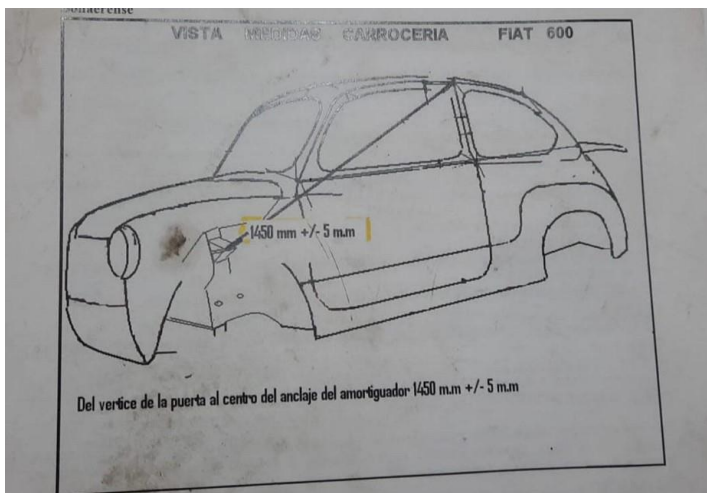 VISTA MEDIDAS CARROCERIA FIAT 600
1450 mm +/- 5 m.m
Del vertice de la puerta al centro del anclaje del amortiguador 1450 m.m +/- 5 m.m